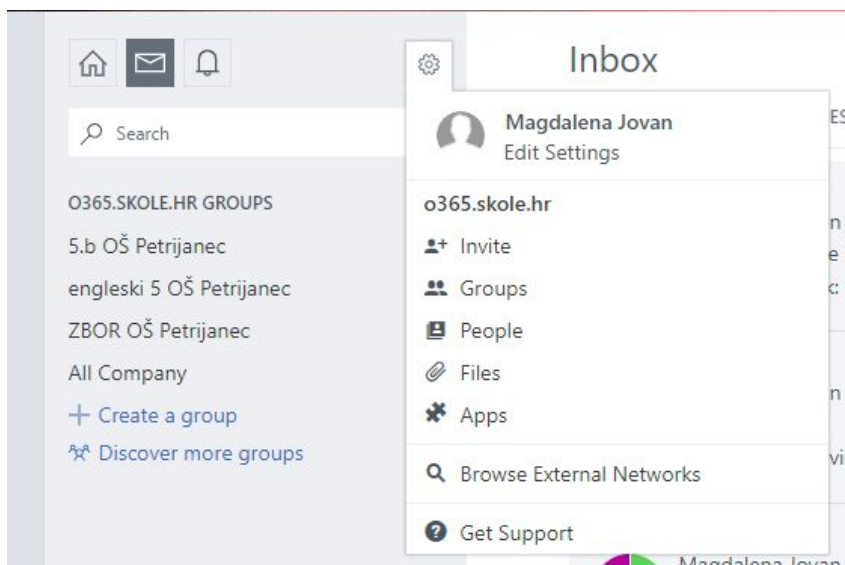 Inbox
Search
Magdalena Jovan
Edit Settings
O365.SKOLE.HR GROUPS
5.b OŠ Petrijanec
engleski 5 OŠ Petrijanec
ZBOR OŠ Petrijanec
All Company
+ Create a group
Discover more groups
o365.skole.hr
Invite
Groups
People
Files
Apps
Browse External Networks
Get Support
Magdalena Jovan